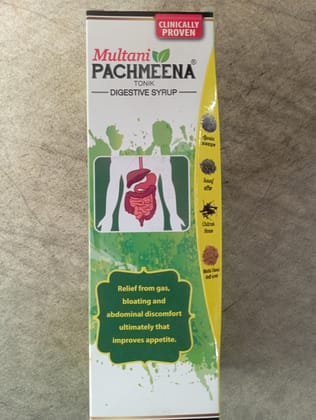 CLINICALLY
PROVEN
Multani
PACHMEENA®
TONIK
DIGESTIVE SYRUP
Relief from gas,
bloating and
abdominal discomfort
ultimately that
improves appetite.